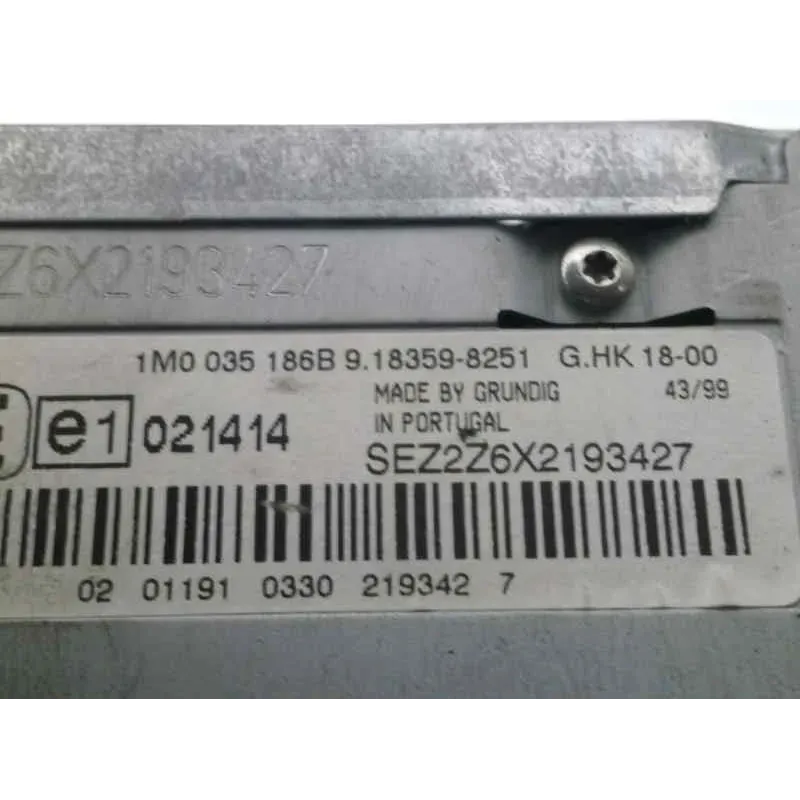 Z6X2193427
1M0 035 186B 9.18359-8251 G.HK 18-00
MADE BY GRUNDIG 43/99
IN PORTUGAL
e1 021414
SEZ2Z6X2193427
02 01191 0330 219342 7